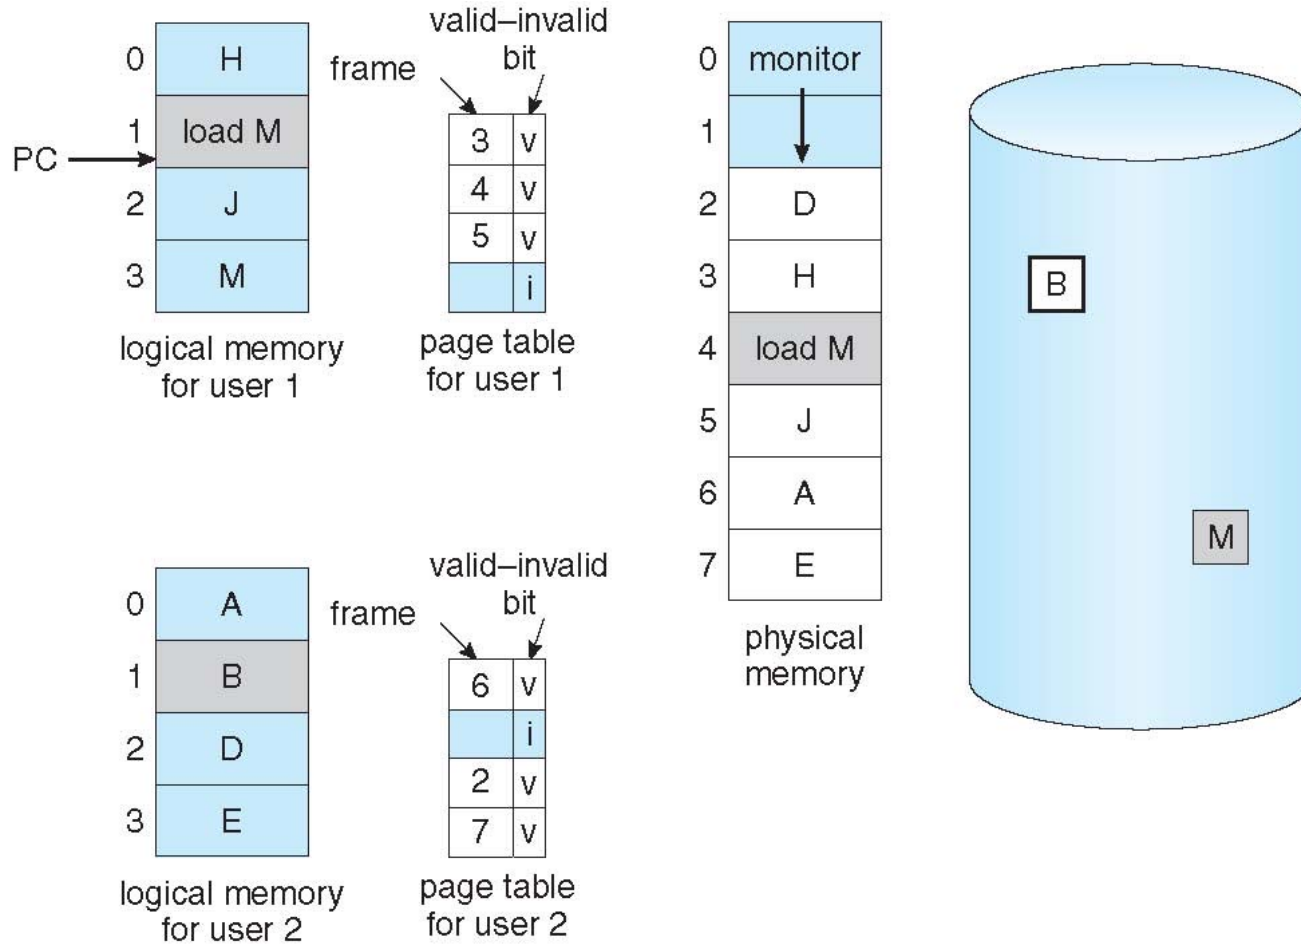 0 H
1 load M
PC
2 J
3 M
logical memory
for user 1
valid–invalid
bit
frame
3 v
4 v
5 v
i
page table
for user 1
0 monitor
1
2 D
3 H
4 load M
5 J
6 A
7 E
physical
memory
B
M
0 A
1 B
2 D
3 E
logical memory
for user 2
valid–invalid
bit
frame
6 v
i
2 v
7 v
page table
for user 2